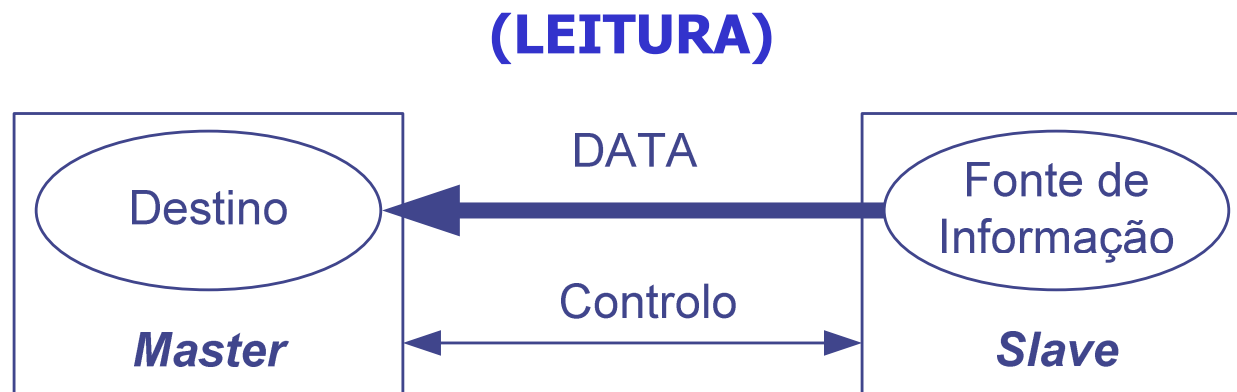 (LEITURA)
DATA
Destino
Fonte de
Informação
Controlo
Master
Slave